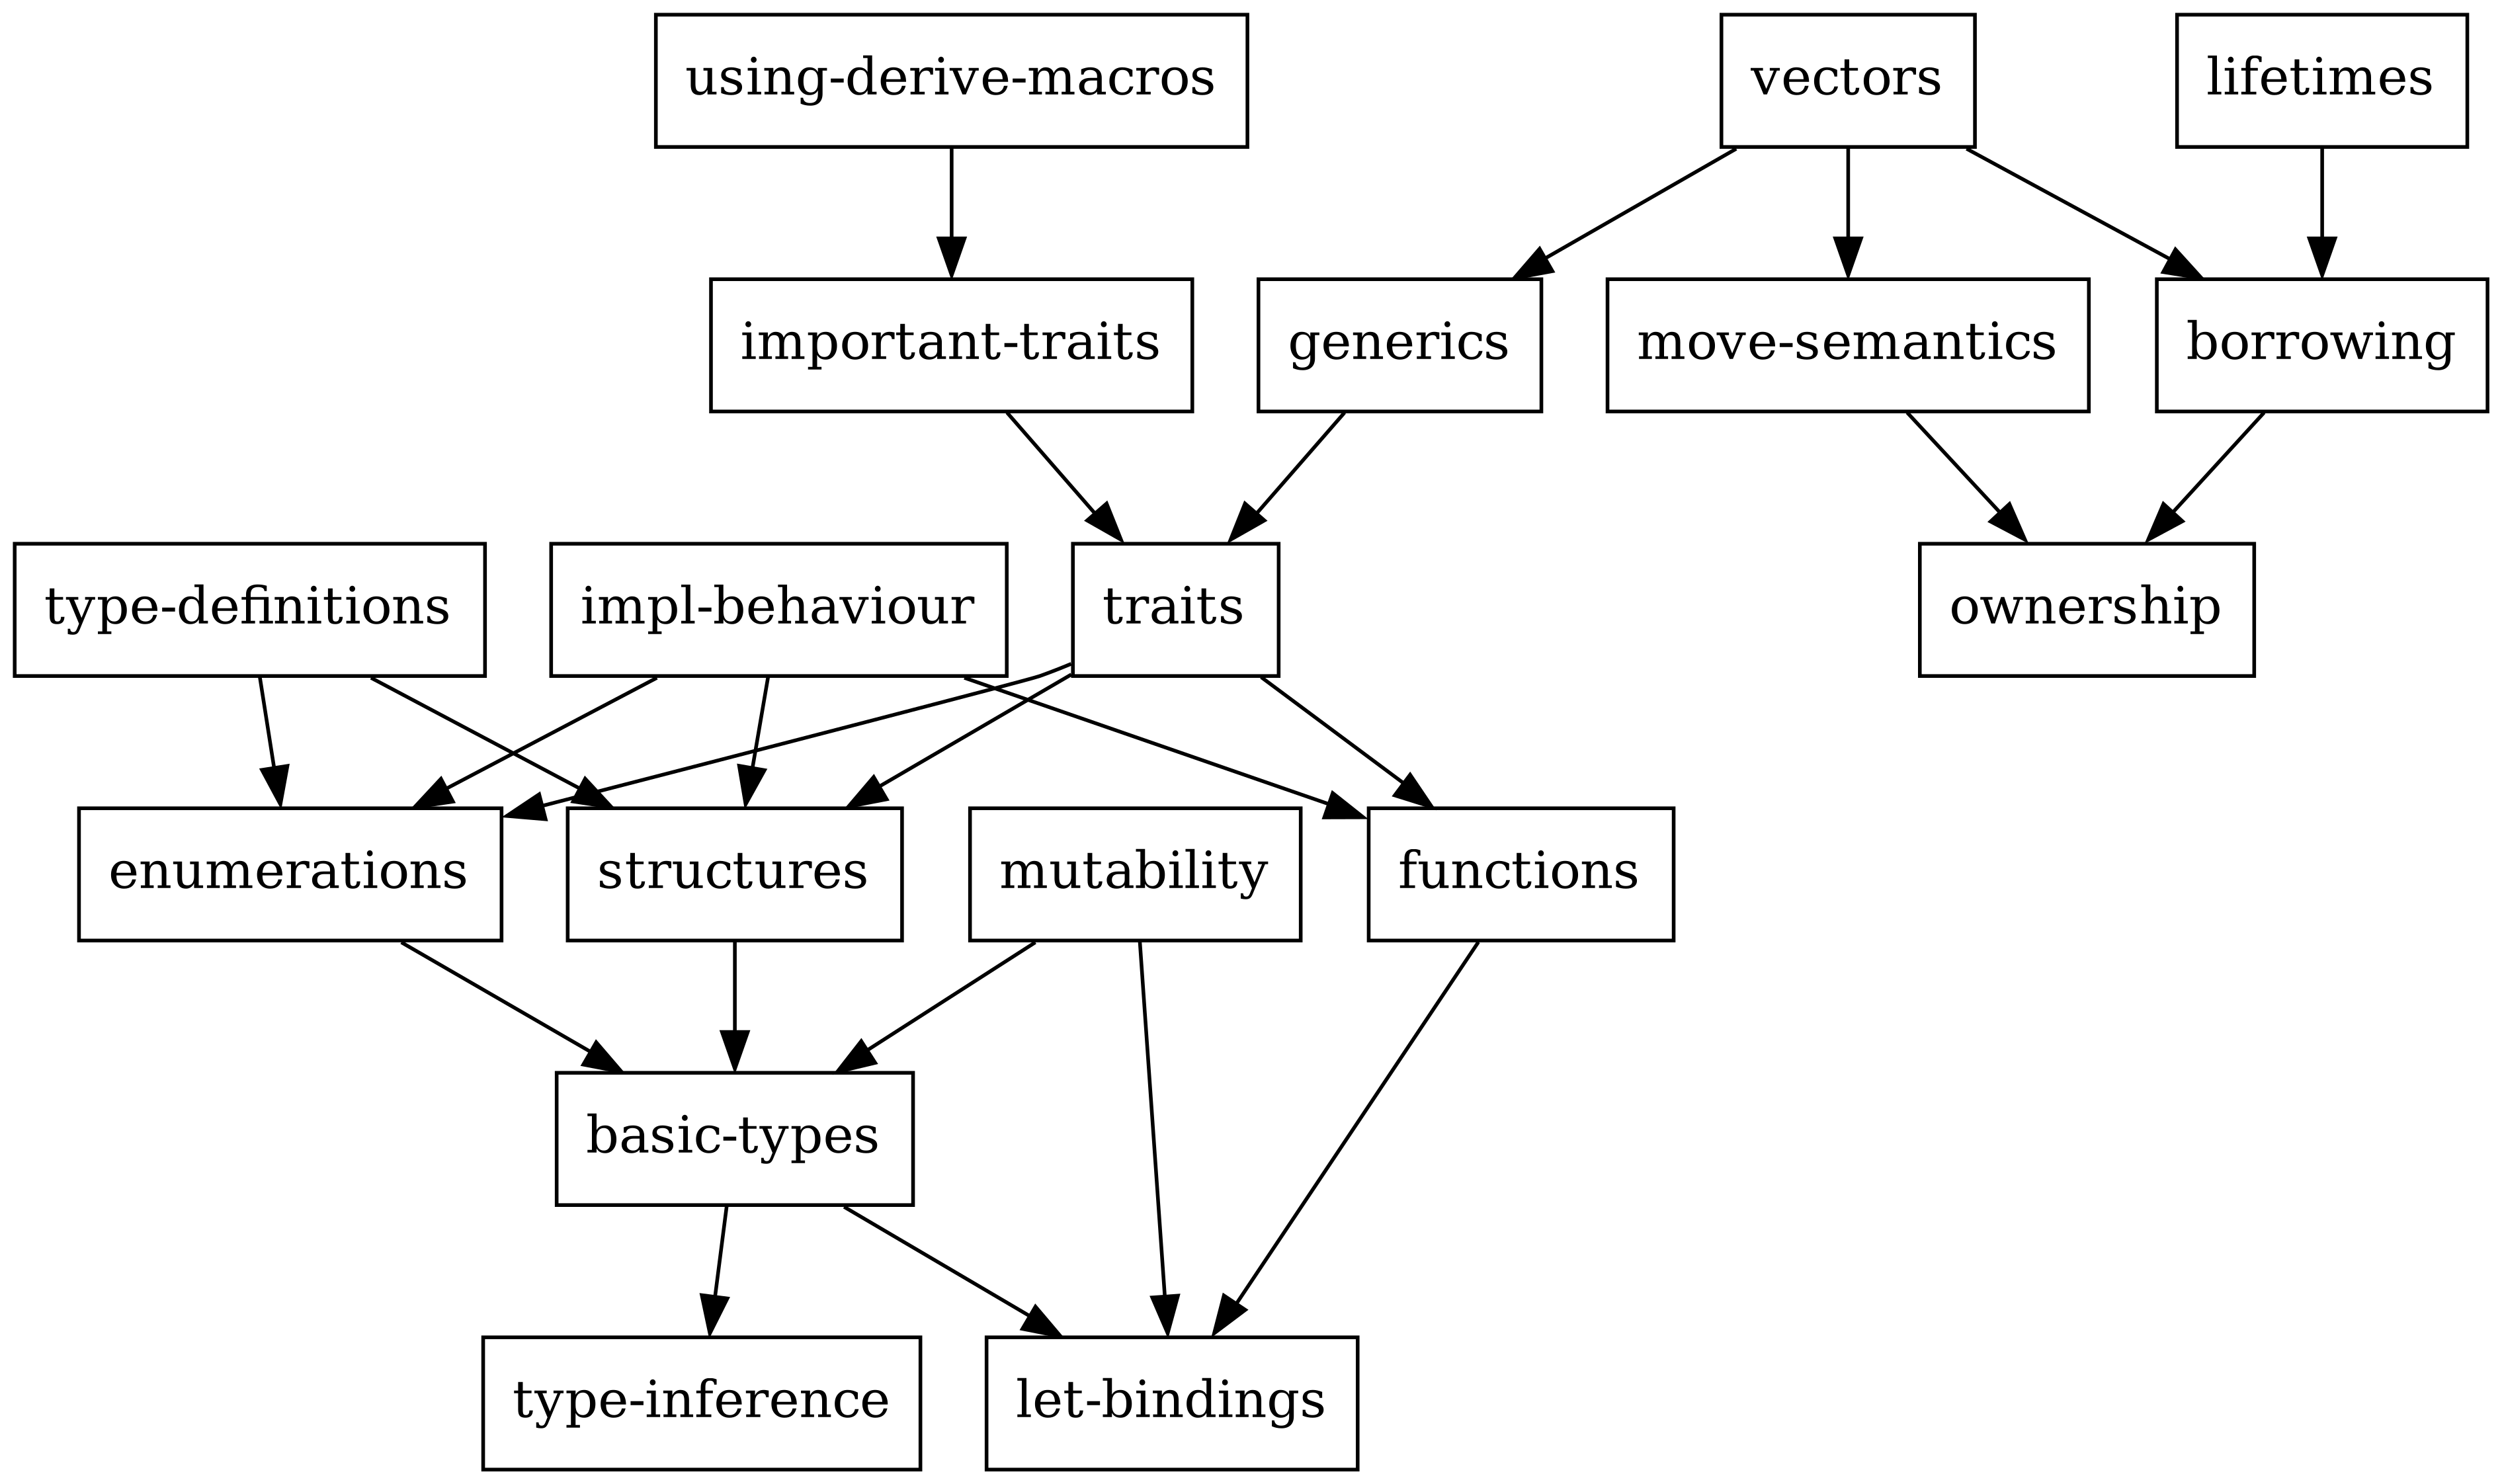 using-derive-macros
vectors
lifetimes
important-traits
generics
move-semantics
borrowing
type-definitions
impl-behaviour
traits
ownership
enumerations
structures
mutability
functions
basic-types
type-inference
let-bindings